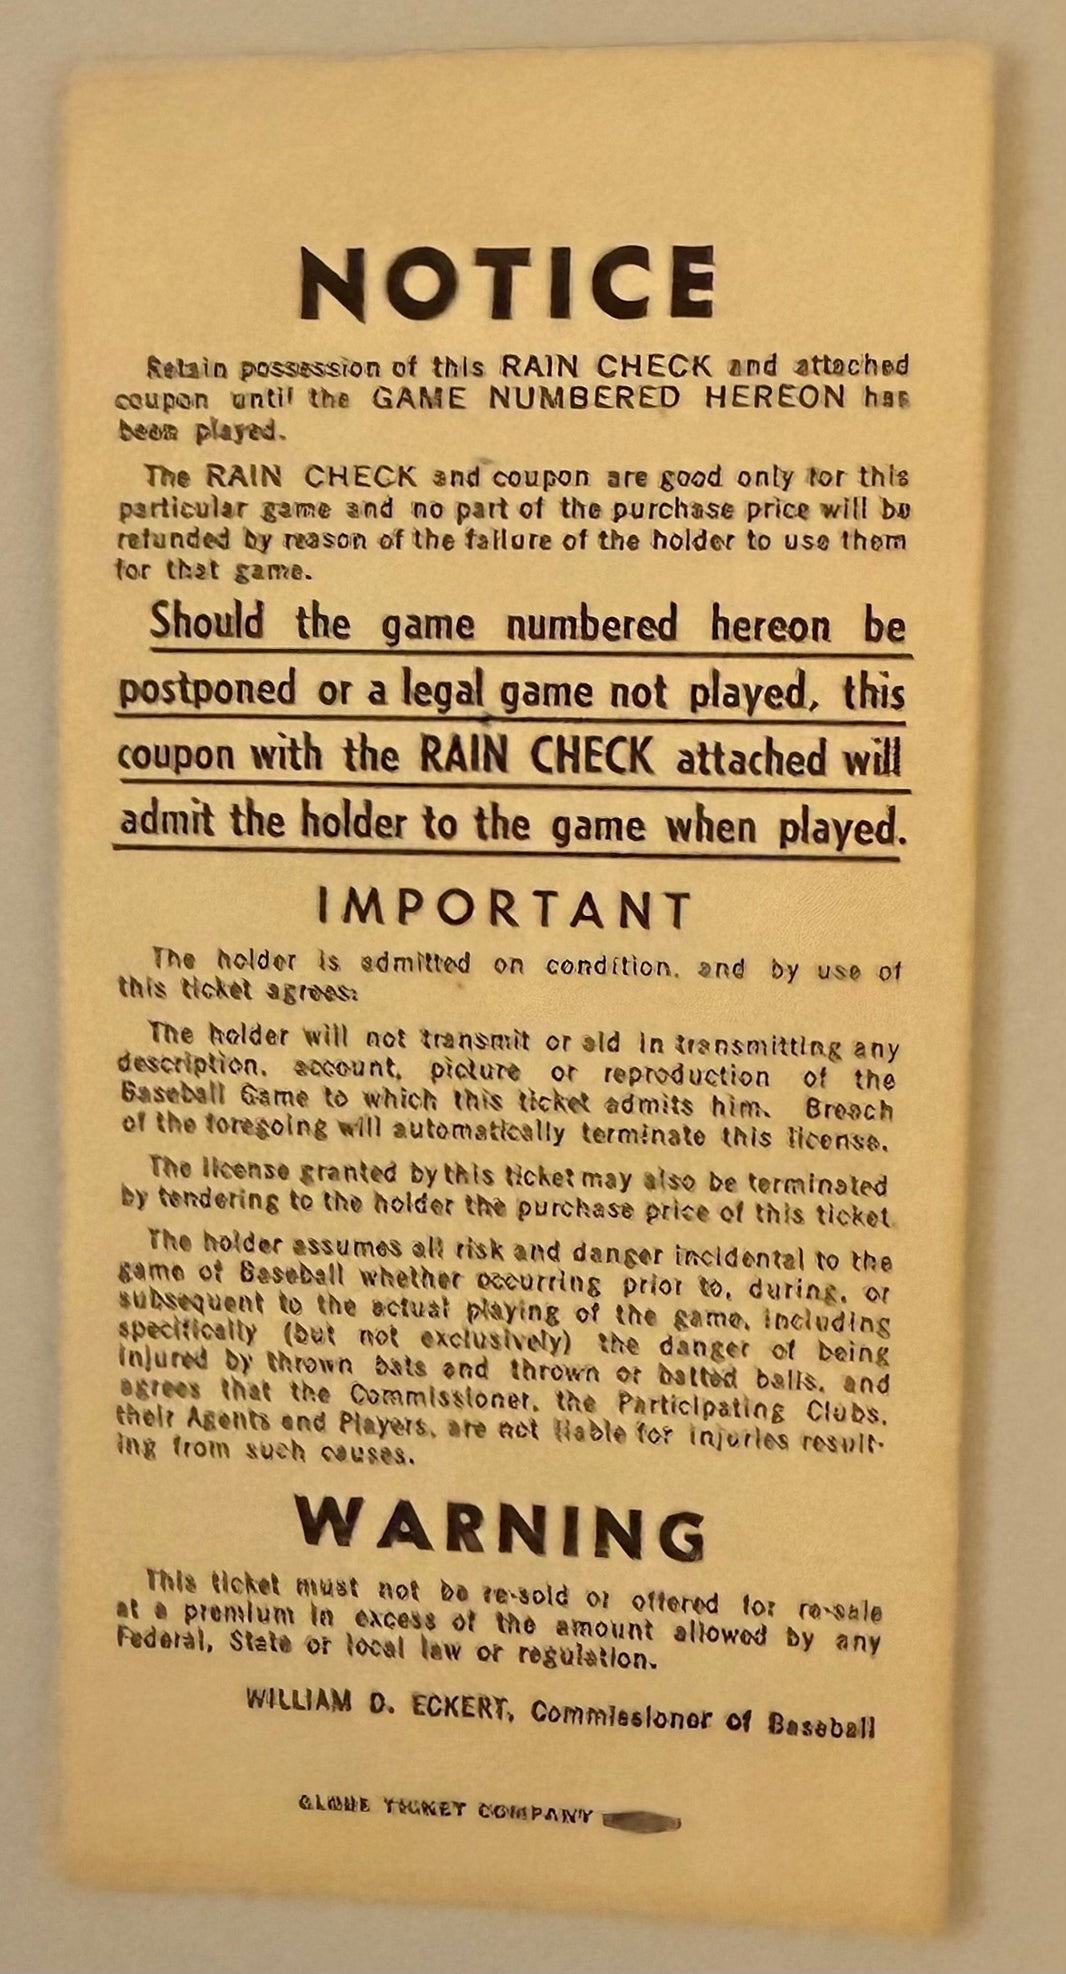 NOTICE
Retain possession of this RAIN CHECK and attached
coupon until the GAME NUMBERED HEREON has
been played.
The RAIN CHECK and coupon are good only for this
particular game and no part of the purchase price will be
refunded by reason of the failure of the holder to use them
for that game.
Should the game numbered hereon be
postponed or a legal game not played, this
coupon with the RAIN CHECK attached will
admit the holder to the game when played.
IMPORTANT
The holder is admitted on condition, and by use of
this ticket agrees:
The holder will not transmit or aid in transmitting any
description, account, picture or reproduction of the
Baseball Game to which this ticket admits him. Breach
of the foregoing will automatically terminate this license.
The license granted by this ticket may also be terminated
by tendering to the holder the purchase price of this ticket
The holder assumes all risk and danger incidental to the
game of Baseball whether occurring prior to, during, or
subsequent to the actual playing of the game, including
specifically (but not exclusively) the danger of being
injured by thrown bats and thrown or batted balls, and
agrees that the Commissioner, the Participating Clubs,
their Agents and Players, are not liable for injuries result-
ing from such causes.
WARNING
This ticket must not be re-sold or offered for re-sale
at a premium in excess of the amount allowed by any
Federal, State or local law or regulation.
WILLIAM D. ECKERT, Commissioner of Baseball
GLOBE TICKET COMPANY